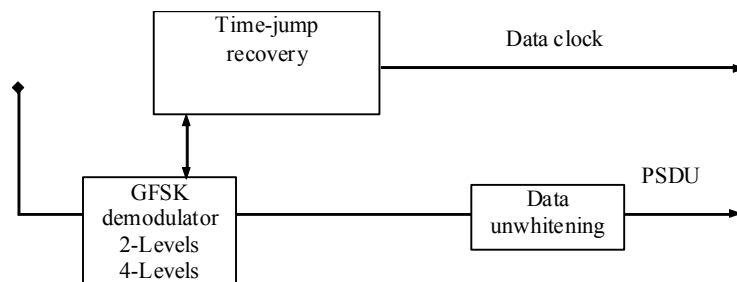 Time-jump
recovery
Data clock
GFSK
demodulator
2-Levels
4-Levels
Data
unwhitening
PSDU